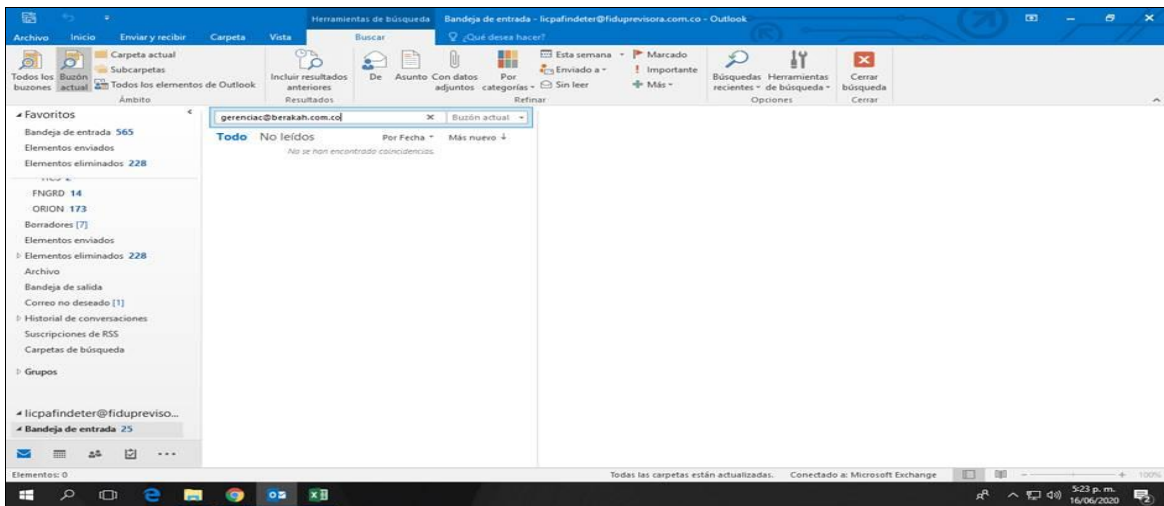 Herramientas de búsqueda Bandeja de entrada - licpafindeter@fiduprevisora.com.co - Outlook
Archivo Inicio Enviar y recibir Carpeta Vista Buscar ¿Qué desea hacer?
Todos los buzones
Buzón actual
Carpeta actual
Subcarpetas
Todos los elementos de Outlook
Ámbito
Incluir resultados anteriores
Resultados
De
Asunto
Con datos adjuntos
Por categorías
Esta semana
Enviado a
Sin leer
Marcado
Importante
Más
Refinar
Búsquedas recientes
Herramientas de búsqueda
Opciones
Cerrar búsqueda
Cerrar
Favoritos
Bandeja de entrada 565
Elementos enviados
Elementos eliminados 228
FNGRD 14
ORION 173
Borradores [7]
Elementos enviados
Elementos eliminados 228
Archivo
Bandeja de salida
Correo no deseado [1]
Historial de conversaciones
Suscripciones de RSS
Carpetas de búsqueda
Grupos
licpafindeter@fidupreviso...
Bandeja de entrada 25
gerenciac@berakah.com.co Buzón actual
Todo No leídos Por Fecha Más nuevo
No se han encontrado coincidencias.
Elementos: 0 Todas las carpetas están actualizadas. Conectado a: Microsoft Exchange 100%
5:23 p. m.
16/06/2020